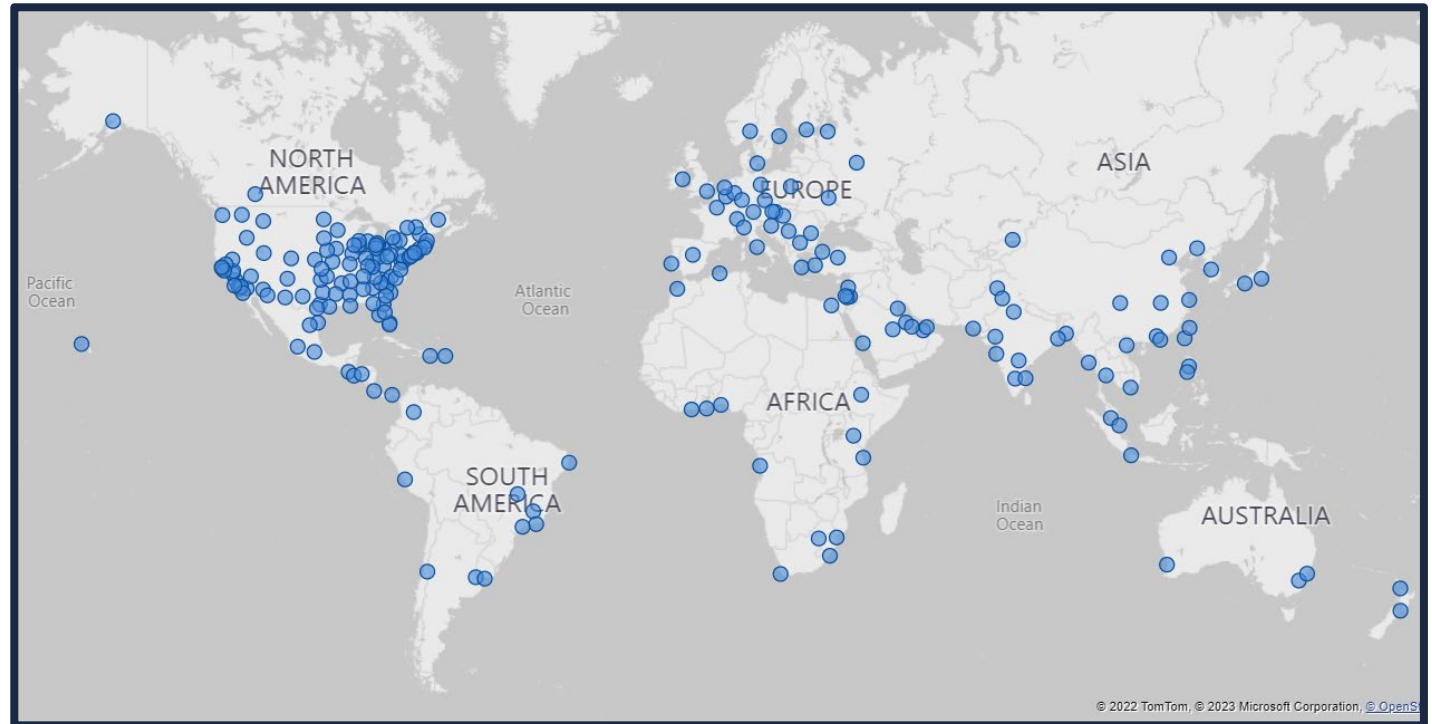 NORTH
AMERICA
ASIA
EUROPE
Pacific
Ocean
Atlantic
Ocean
AFRICA
SOUTH
AMERICA
Indian
Ocean
AUSTRALIA
© 2022 TomTom, © 2023 Microsoft Corporation, © OpenSt